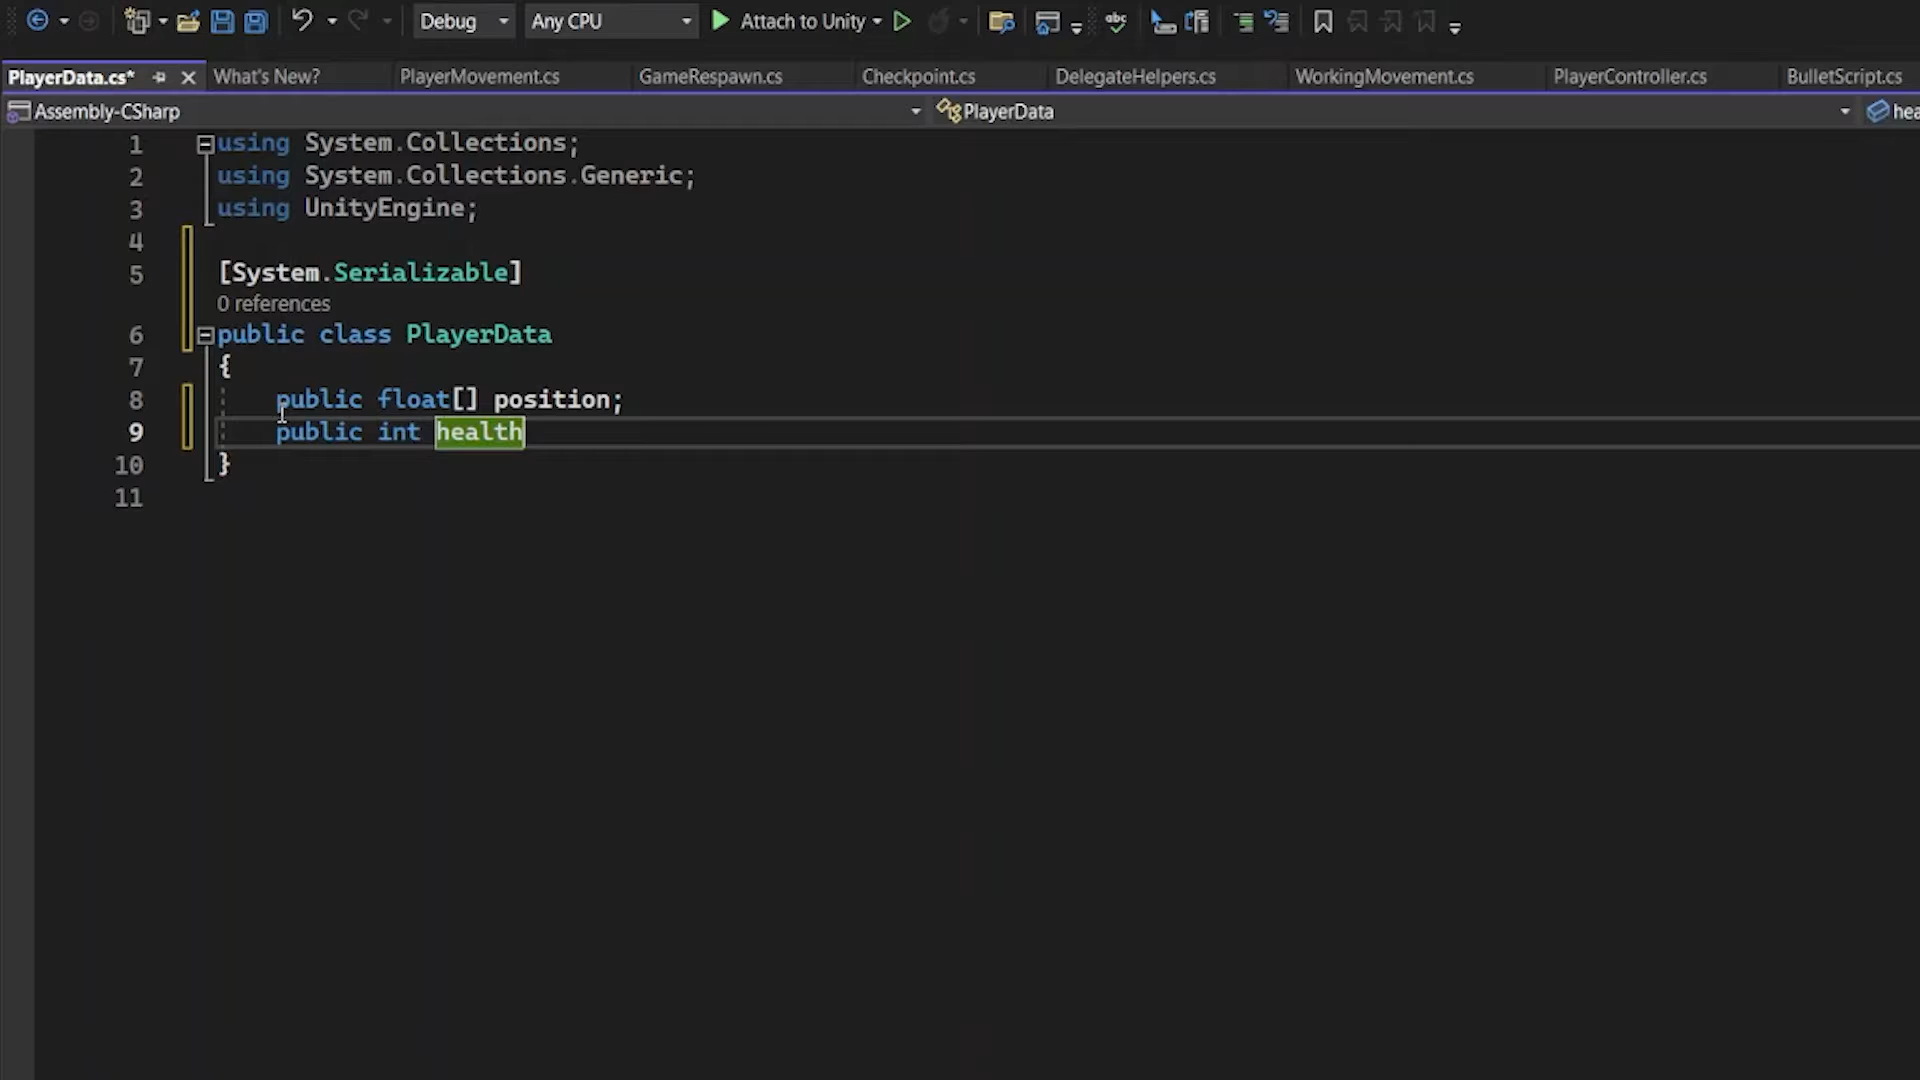 Debug Any CPU Attach to Unity abc
PlayerData.cs* What's New? PlayerMovement.cs GameRespawn.cs Checkpoint.cs DelegateHelpers.cs WorkingMovement.cs PlayerController.cs BulletScript.cs
Assembly-CSharp PlayerData hea
1 using System.Collections;
2 using System.Collections.Generic;
3 using UnityEngine;
4
5 [System.Serializable]
0 references
6 public class PlayerData
7 {
8 public float[] position;
9 public int health
10 }
11